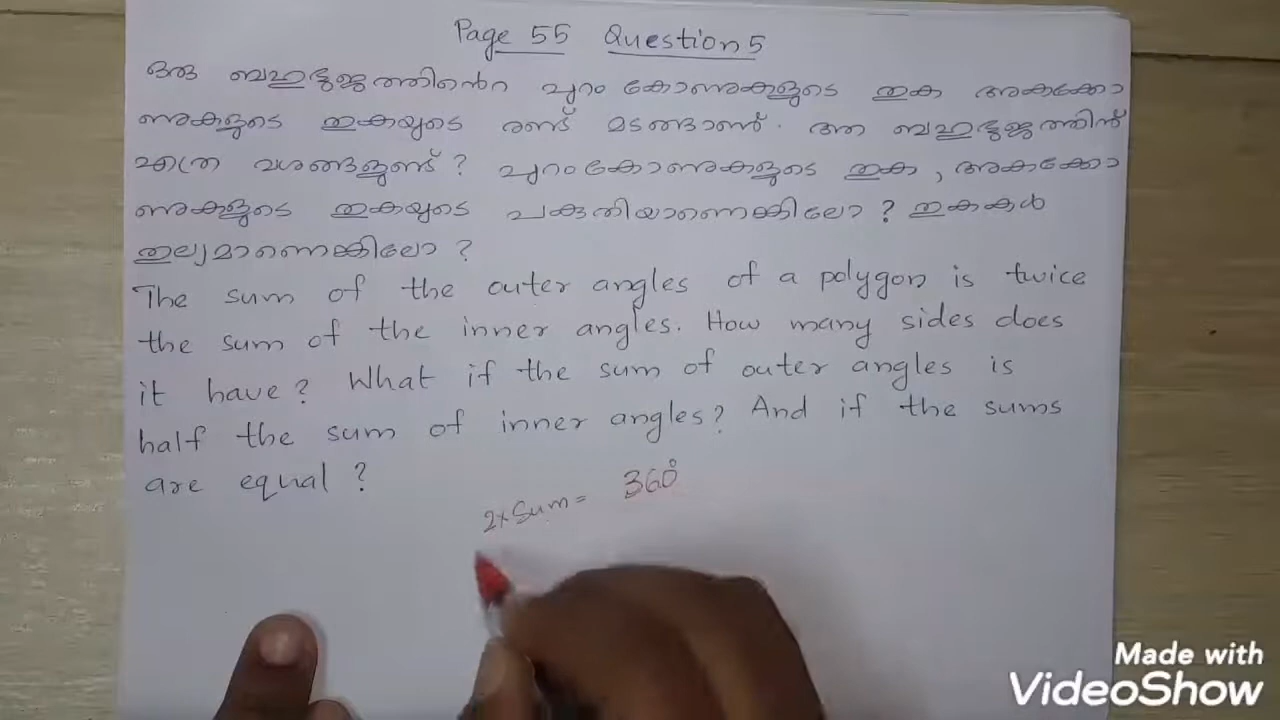 Page 55 Question 5
ഒരു ബഹുഭുജത്തിന്റെ പുറം കോണുകളുടെ തുക അകക്കോ
ണുകളുടെ തുകയുടെ രണ്ട് മടങ്ങാണ്. ആ ബഹുഭുജത്തിന്
എത്ര വശങ്ങളുണ്ട്? പുറംകോണുകളുടെ തുക, അകക്കോ
ണുകളുടെ തുകയുടെ പകുതിയാണെങ്കിലോ? തുകകൾ
തുല്യമാണെങ്കിലോ?
The sum of the outer angles of a polygon is twice
the sum of the inner angles. How many sides does
it have? What if the sum of outer angles is
half the sum of inner angles? And if the sums
are equal?
2 x Sum = 360°
Made with
VideoShow